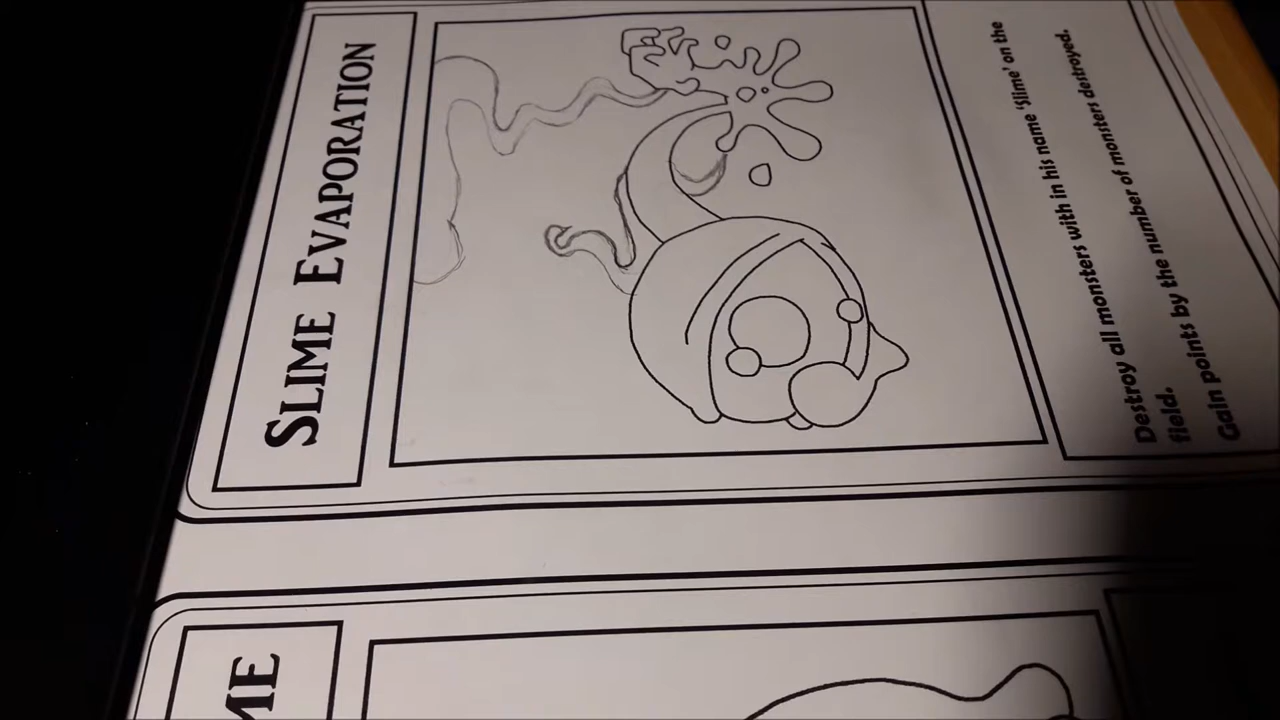 SLIME EVAPORATION
Destroy all monsters with in his name 'Slime' on the
field.
Gain points by the number of monsters destroyed.
ME